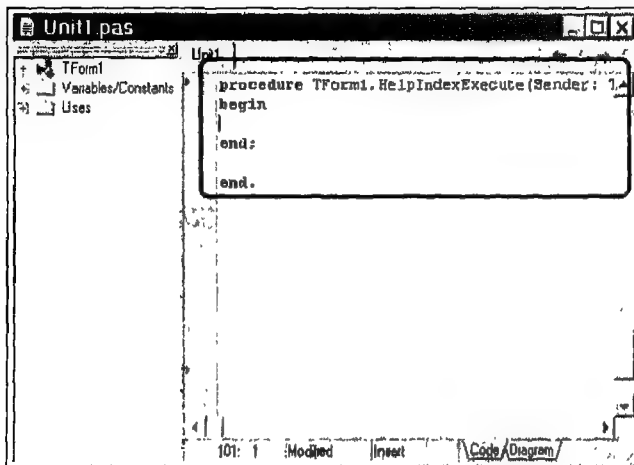 Unit1.pas
Unit1
TForm1
Variables/Constants
Uses
procedure TForm1.HelpIndexExecute(Sender:
begin
end;
end.
101: 1 Modified Insert Code Diagram